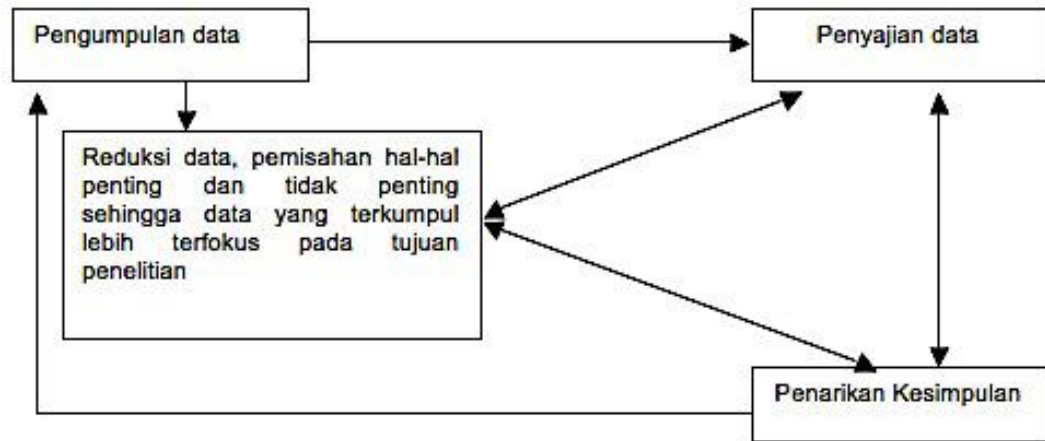 Pengumpulan data
Penyajian data
Reduksi data, pemisahan hal-hal
penting dan tidak penting
sehingga data yang terkumpul
lebih terfokus pada tujuan
penelitian
Penarikan Kesimpulan